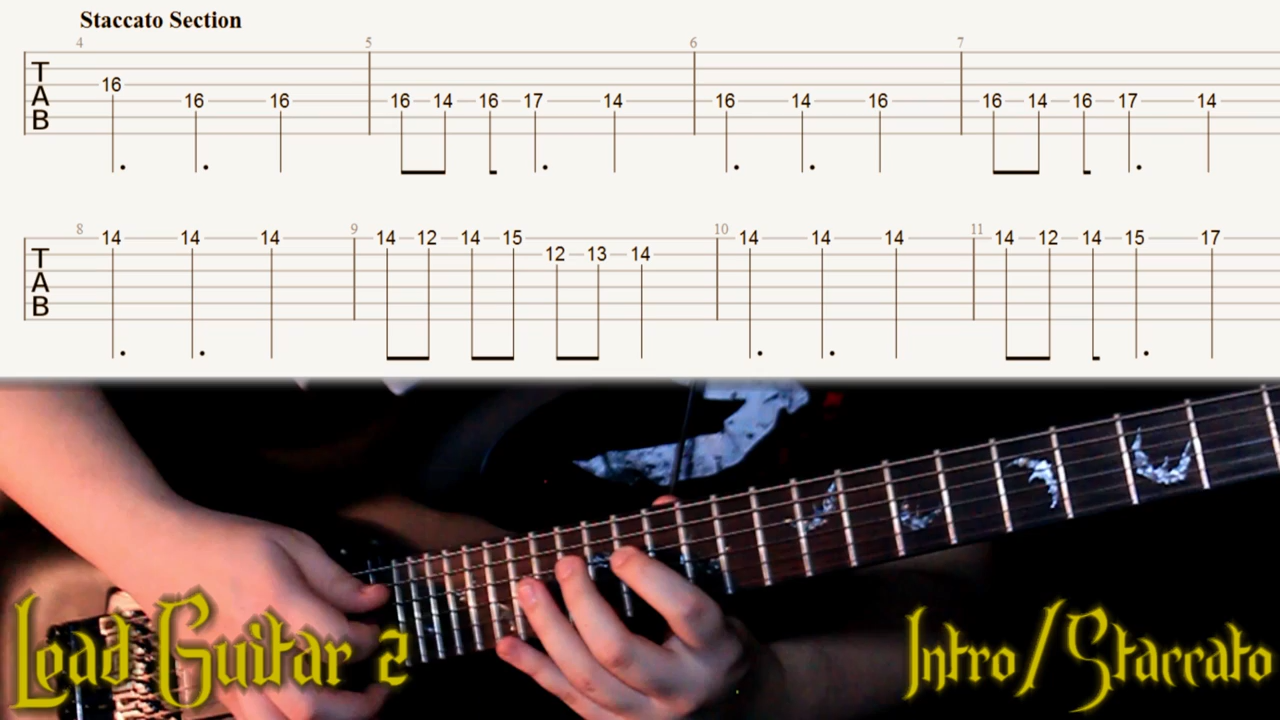 Staccato Section
4 5 6 7
T
A
B
16
16 16 16 14 16 17 14 16 14 16 16 14 16 17 14
8 9 10 11
T
A
B
14 14 14 14 12 14 15 14 14 14 14 12 14 15 17
12 13 14
Lead Guitar 2
Intro/Staccato